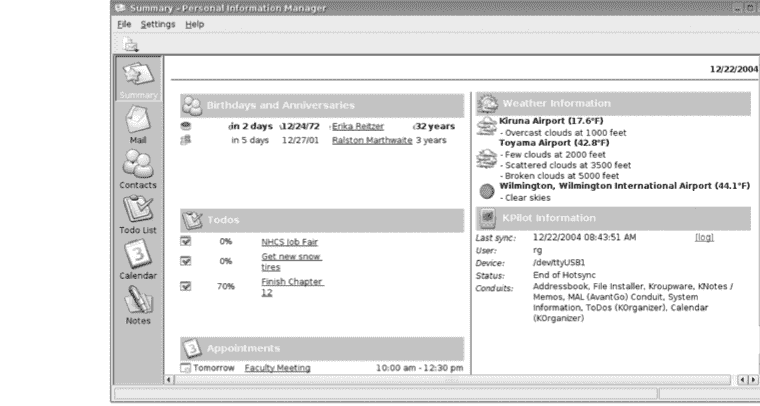 Summary - Personal Information Manager
File Settings Help
12/22/2004
Summary
Mail
Contacts
Todo List
Calendar
Notes
Birthdays and Anniversaries
in 2 days 12/24/72 Erika Reitzer 32 years
in 5 days 12/27/01 Ralston Marthwaite 3 years
Todos
0% NHCS Job Fair
0% Get new snow
tires
70% Finish Chapter
12
Appointments
Tomorrow Faculty Meeting 10:00 am - 12:30 pm
Weather Information
Kiruna Airport (17.6°F)
- Overcast clouds at 1000 feet
Toyama Airport (42.8°F)
- Few clouds at 2000 feet
- Scattered clouds at 3500 feet
- Broken clouds at 5000 feet
Wilmington, Wilmington International Airport (44.1°F)
- Clear skies
KPilot Information
Last sync: 12/22/2004 08:43:51 AM [log]
User: rg
Device: /dev/ttyUSB1
Status: End of Hotsync
Conduits: Addressbook, File Installer, Kroupware, KNotes /
Memos, MAL (AvantGo) Conduit, System
Information, ToDos (KOrganizer), Calendar
(KOrganizer)